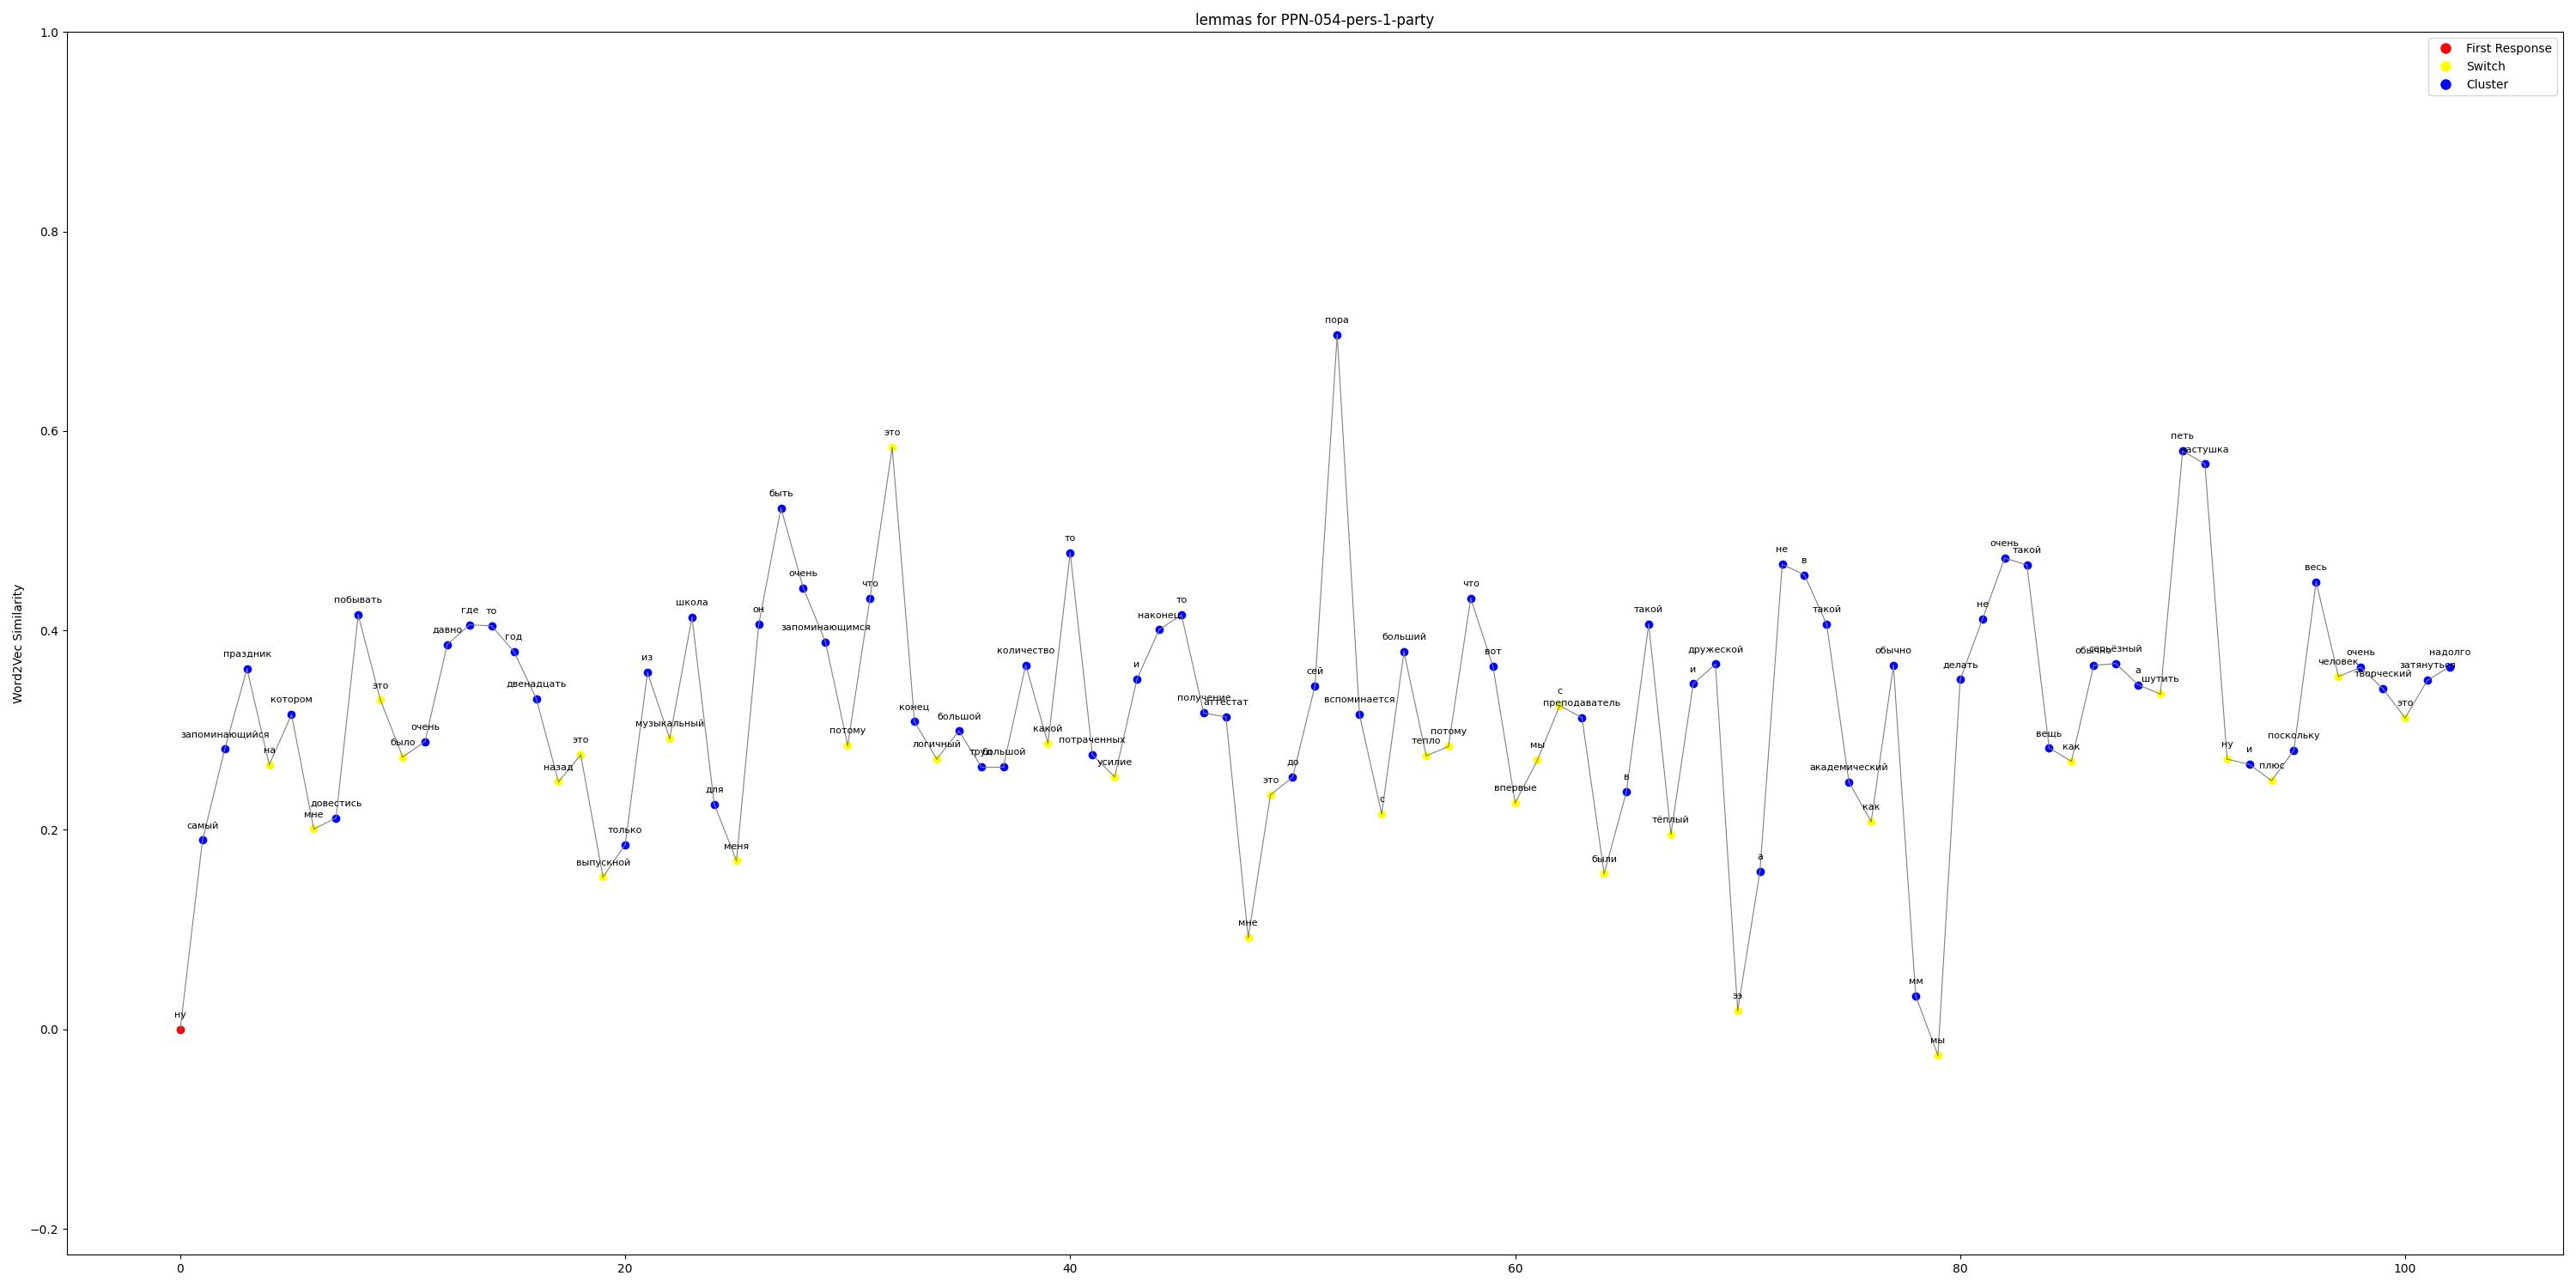 lemmas for PPN-054-pers-1-party
1.0
0.8
0.6
0.4
0.2
0.0
−0.2
Word2Vec Similarity
0
20
40
60
80
100
First Response
Switch
Cluster
ну
самый
запоминающийся
праздник
на
котором
мне
довестись
побывать
это
было
очень
давно
где
то
год
двенадцать
назад
это
выпускной
только
из
музыкальный
школа
для
меня
он
быть
очень
запоминающимся
потому
что
это
конец
логичный
большой
труд
большой
количество
какой
то
потраченных
усилие
и
наконец
то
получение
аттестат
мне
это
до
сей
пора
вспоминается
с
больший
тепло
потому
что
вот
впервые
мы
с
преподаватель
были
в
такой
тёплый
и
дружеской
ээ
а
не
в
такой
академический
как
обычно
мм
мы
делать
не
очень
такой
вещь
как
обычно
серьёзный
а
шутить
петь
частушка
ну
и
плюс
поскольку
весь
человек
очень
творческий
это
затянуться
надолго